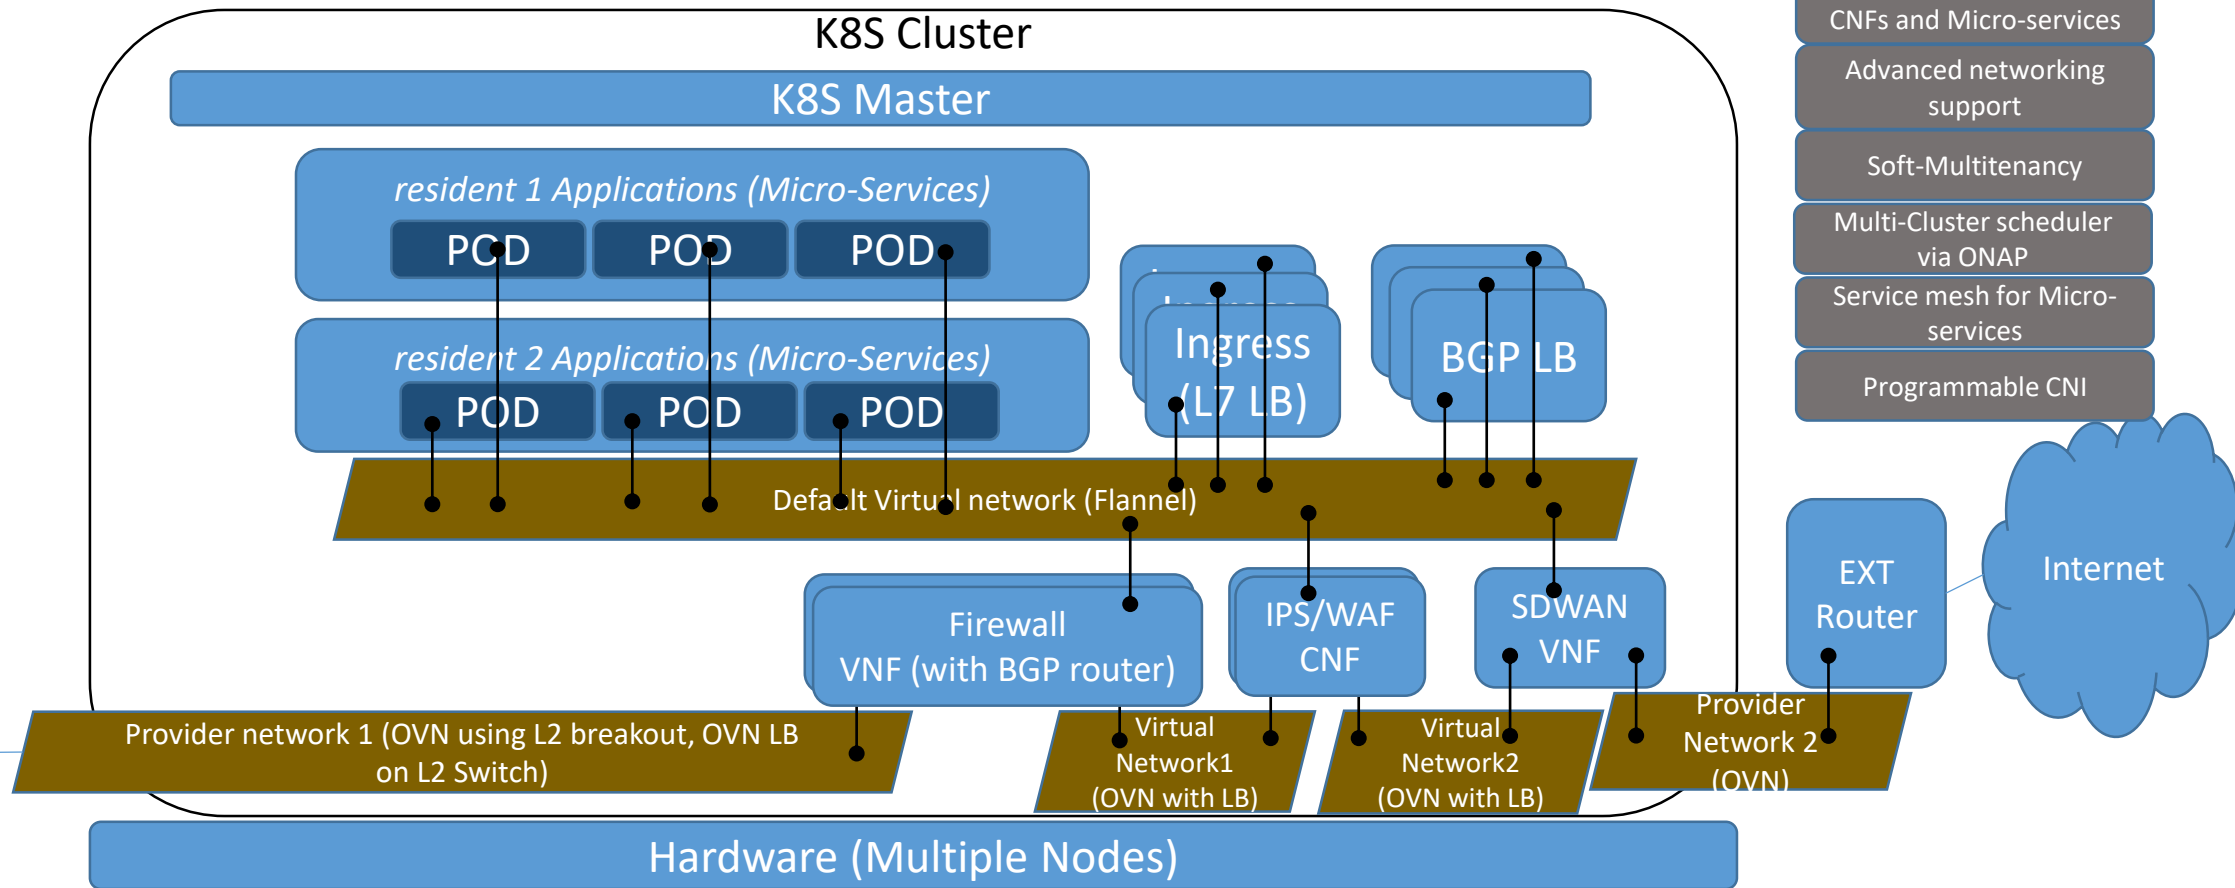 K8S Cluster
K8S Master
resident 1 Applications (Micro-Services)
POD
POD
POD
resident 2 Applications (Micro-Services)
POD
POD
POD
Ingress
(L7 LB)
BGP LB
Default Virtual network (Flannel)
Firewall
VNF (with BGP router)
IPS/WAF
CNF
SDWAN
VNF
EXT
Router
Internet
Provider network 1 (OVN using L2 breakout, OVN LB
on L2 Switch)
Virtual
Network1
(OVN with LB)
Virtual
Network2
(OVN with LB)
Provider
Network 2
(OVN)
Hardware (Multiple Nodes)
CNFs and Micro-services
Advanced networking
support
Soft-Multitenancy
Multi-Cluster scheduler
via ONAP
Service mesh for Micro-
services
Programmable CNI